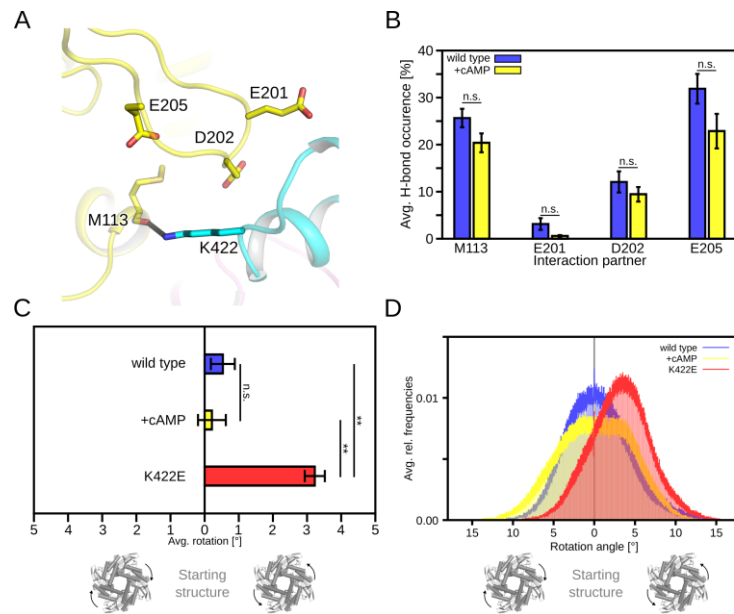 A
E205
E201
D202
M113
K422
B
wild type
+cAMP
n.s.
n.s.
n.s.
n.s.
Avg. H-bond occurence [%]
40
30
20
10
0
M113
E201
D202
E205
Interaction partner
C
wild type
+cAMP
K422E
n.s.
**
**
5
4
3
2
1
0
1
2
3
4
5
Avg. rotation [°]
Starting
structure
D
wild type
+cAMP
K422E
Avg. rel. frequencies
0.01
0.00
15
10
5
0
5
10
15
Rotation angle [°]
Starting
structure